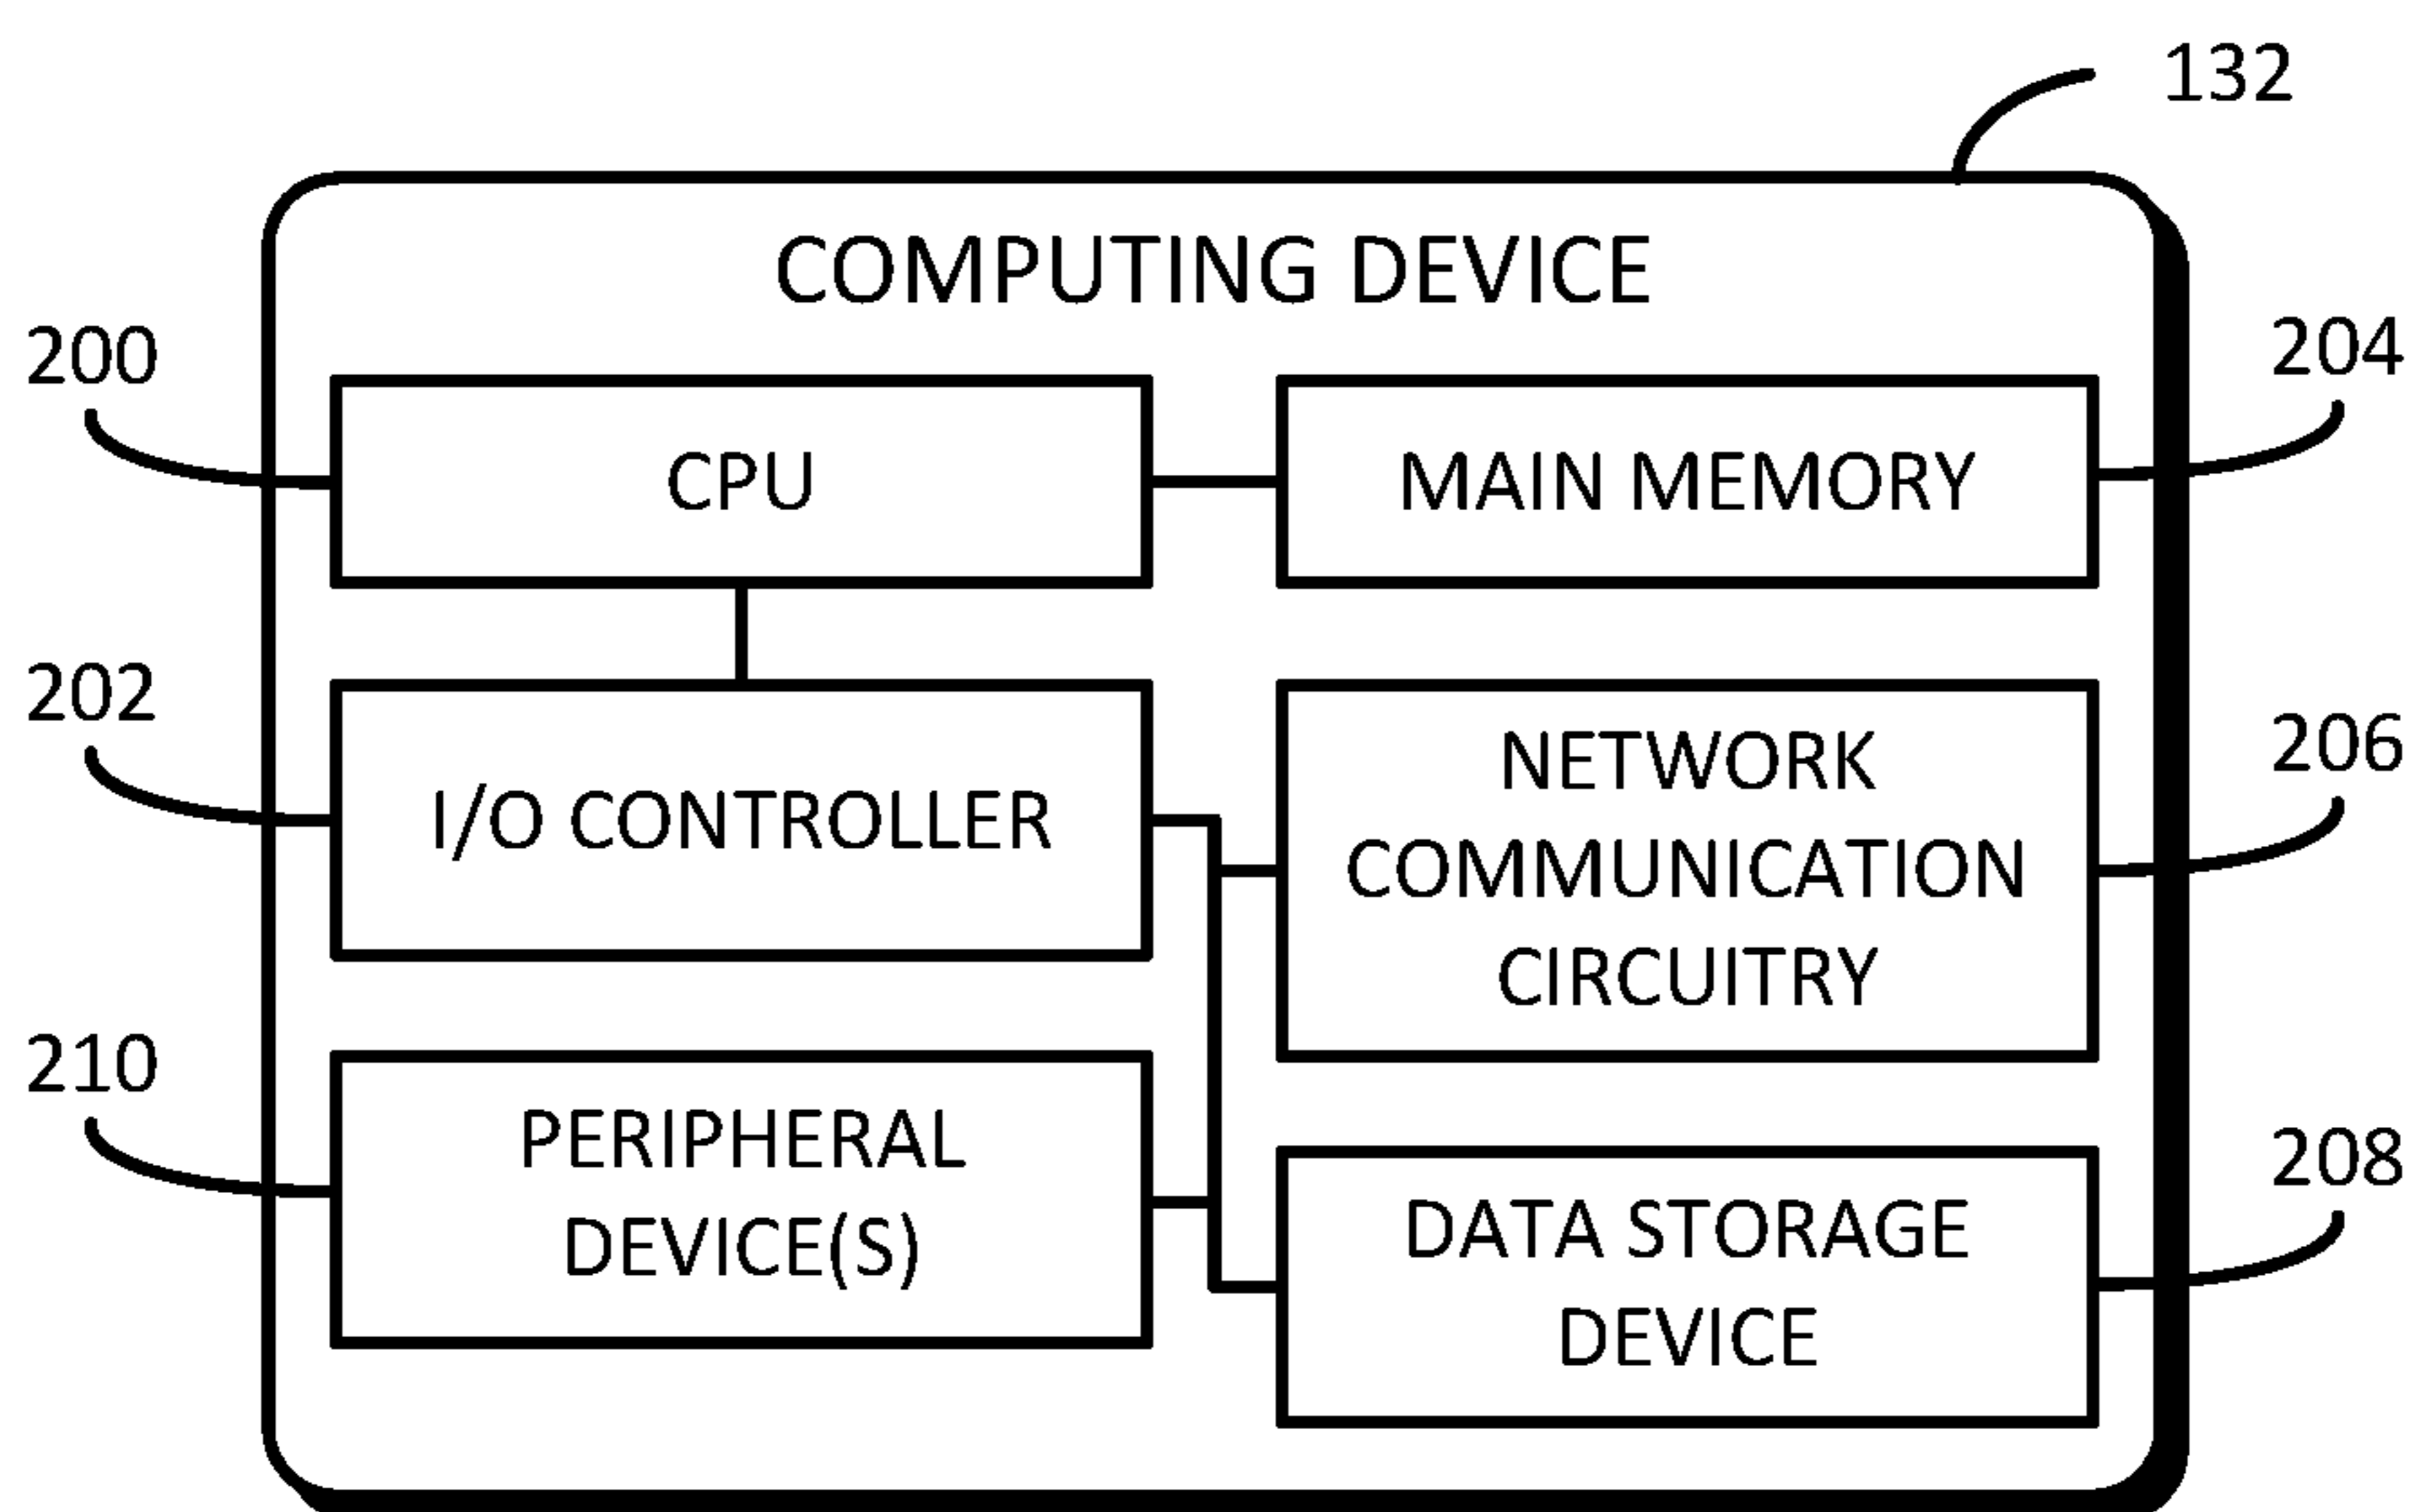 132
COMPUTING DEVICE
200
204
CPU
MAIN MEMORY
202
206
I/O CONTROLLER
NETWORK
COMMUNICATION
CIRCUITRY
210
208
PERIPHERAL
DEVICE(S)
DATA STORAGE
DEVICE